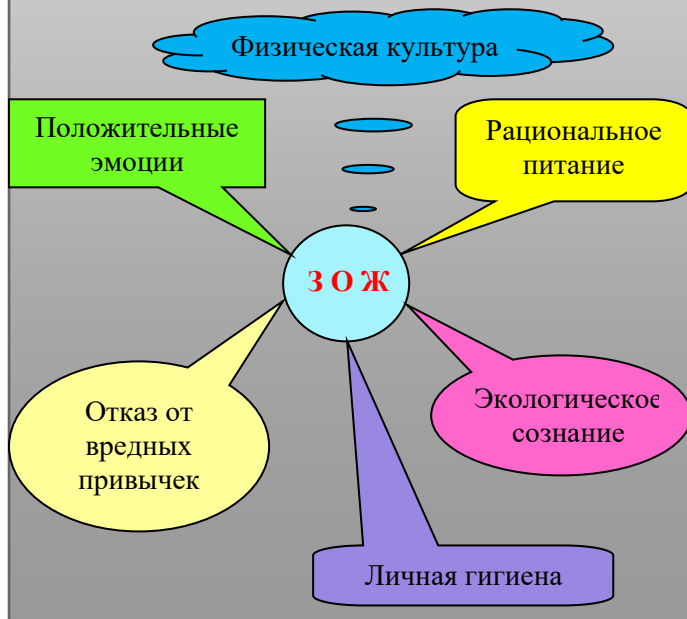 Физическая культура
Положительные
эмоции
Рациональное
питание
З О Ж
Отказ от
вредных
привычек
Экологическое
сознание
Личная гигиена